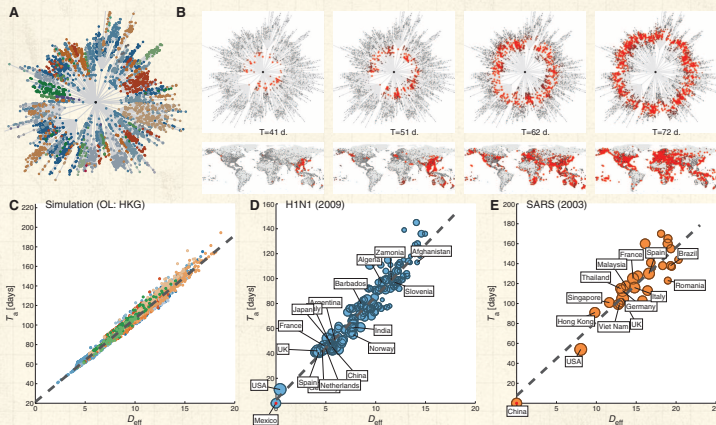 A
B
T=41 d.
T=51 d.
T=62 d.
T=72 d.
C
Simulation (OL: HKG)
Ta [days]
220
200
180
160
140
120
100
80
60
40
20
0
5
10
15
20
Deff
D
H1N1 (2009)
Ta [days]
160
140
120
100
80
60
40
20
0
0
5
10
15
Deff
Zamonia
Afghanistan
Algeria
Barbados
Slovenia
Argentina
Japan
France
India
UK
Norway
China
Spain
Netherlands
USA
Mexico
E
SARS (2003)
Ta [days]
200
180
160
140
120
100
80
60
40
20
0
5
10
15
20
25
Deff
France
Spain
Brazil
Malaysia
Thailand
Romania
Singapore
Italy
Germany
Hong Kong
Viet Nam
UK
USA
China